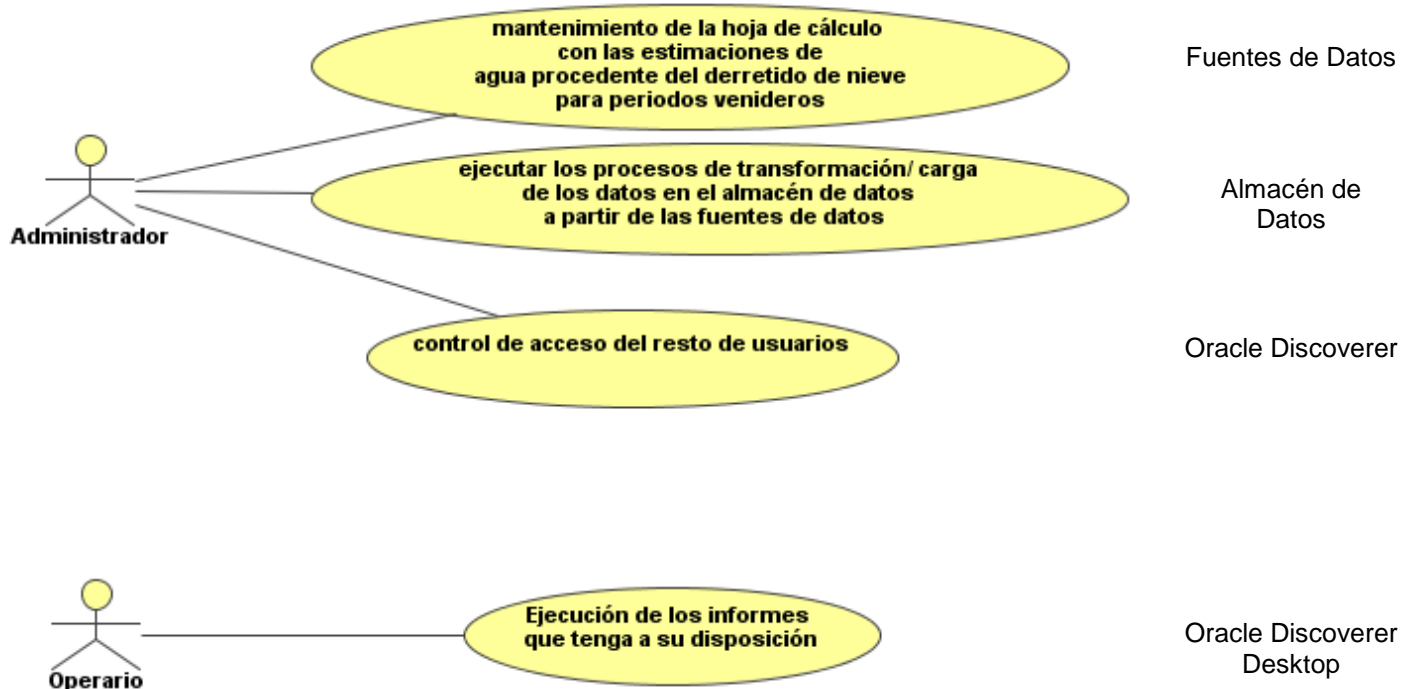 mantenimiento de la hoja de cálculo
con las estimaciones de
agua procedente del derretido de nieve
para periodos venideros
Fuentes de Datos
ejecutar los procesos de transformación/ carga
de los datos en el almacén de datos
a partir de las fuentes de datos
Almacén de
Datos
Administrador
control de acceso del resto de usuarios
Oracle Discoverer
Ejecución de los informes
que tenga a su disposición
Oracle Discoverer
Desktop
Operario